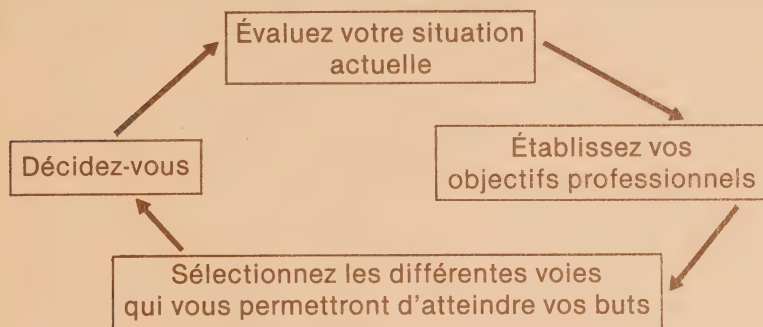 Évaluez votre situation
actuelle
Établissez vos
objectifs professionnels
Sélectionnez les différentes voies
qui vous permettront d'atteindre vos buts
Décidez-vous